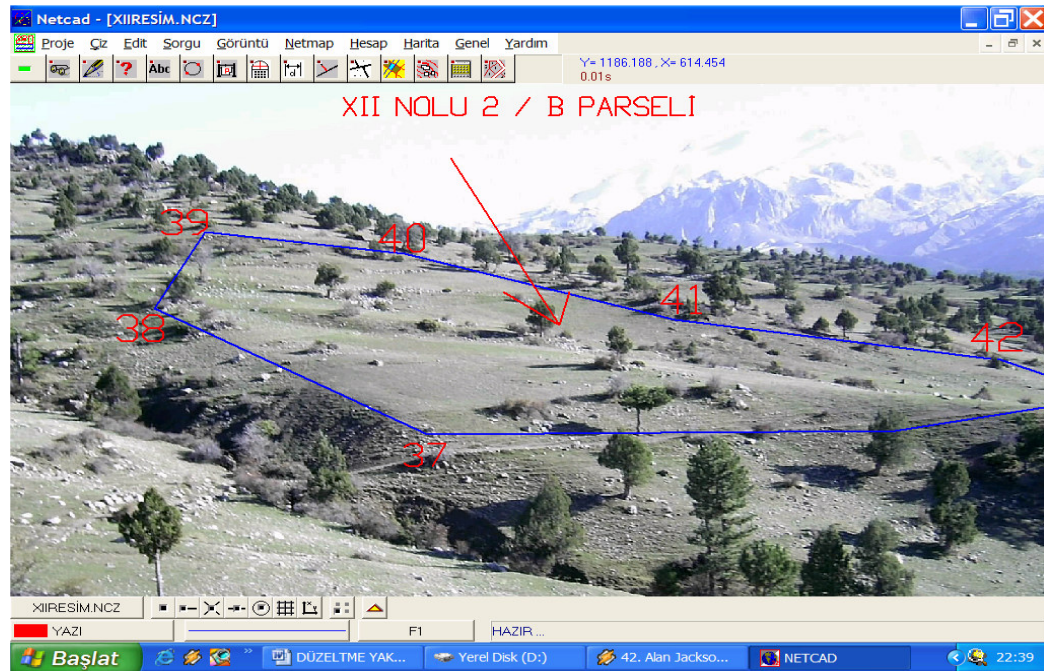 Netcad - [XIIRESİM.NCZ]
Proje Çiz Edit Sorgu Görüntü Netmap Hesap Harita Genel Yardım
Abc
Y= 1186.188 , X= 614.454
0.01s
XII NOLU 2 / B PARSELİ
39
40
41
38
42
37
XIIRESİM.NCZ
YAZI
F1
HAZIR ...
Başlat
DÜZELTME YAK...
Yerel Disk (D:)
42. Alan Jackso...
NETCAD
22:39